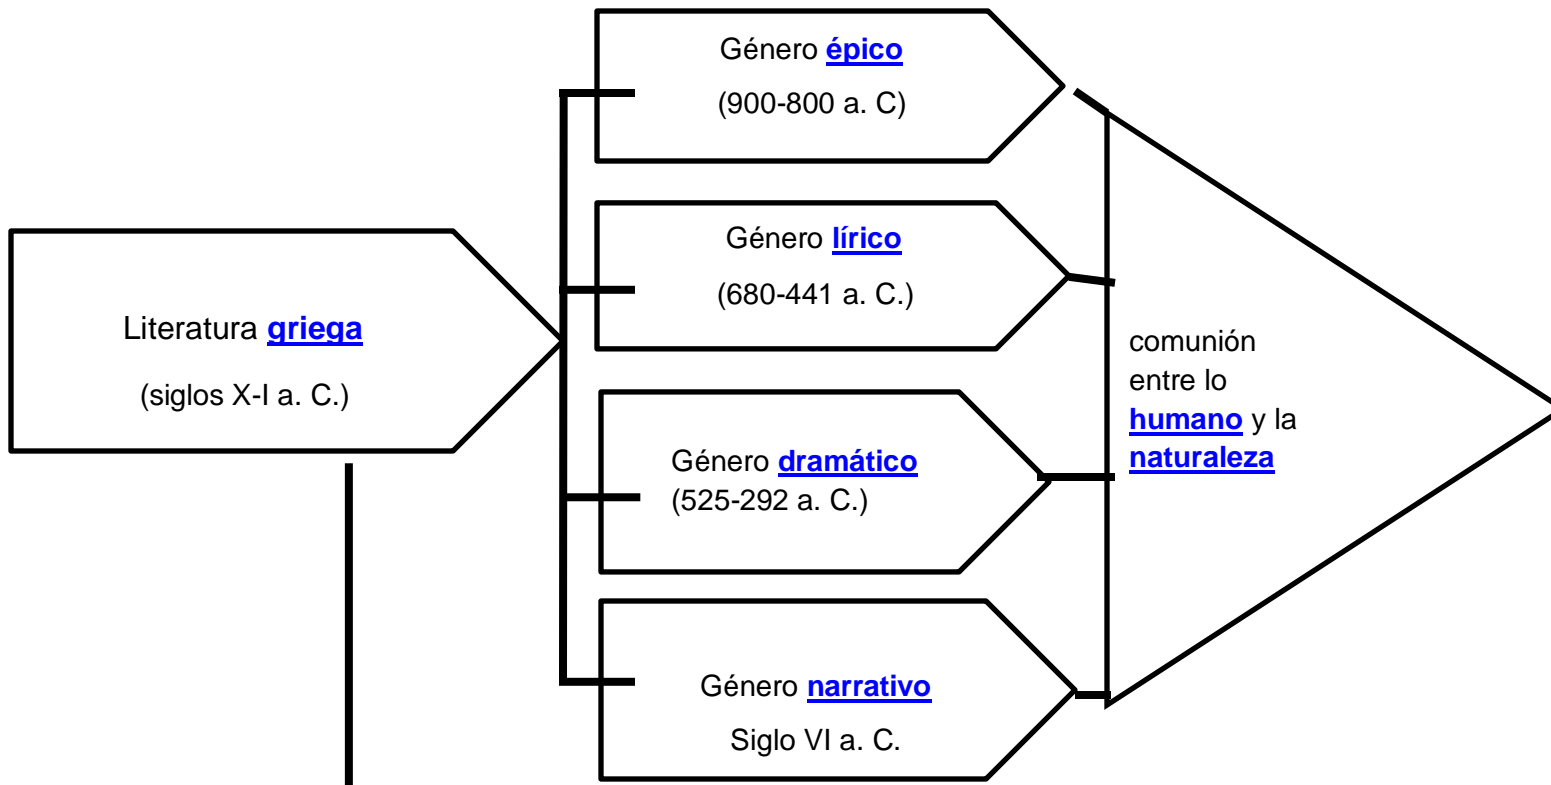 Género épico
(900-800 a. C)
Género lírico
(680-441 a. C.)
Literatura griega
(siglos X-I a. C.)
comunión
entre lo
humano y la
naturaleza
Género dramático
(525-292 a. C.)
Género narrativo
Siglo VI a. C.